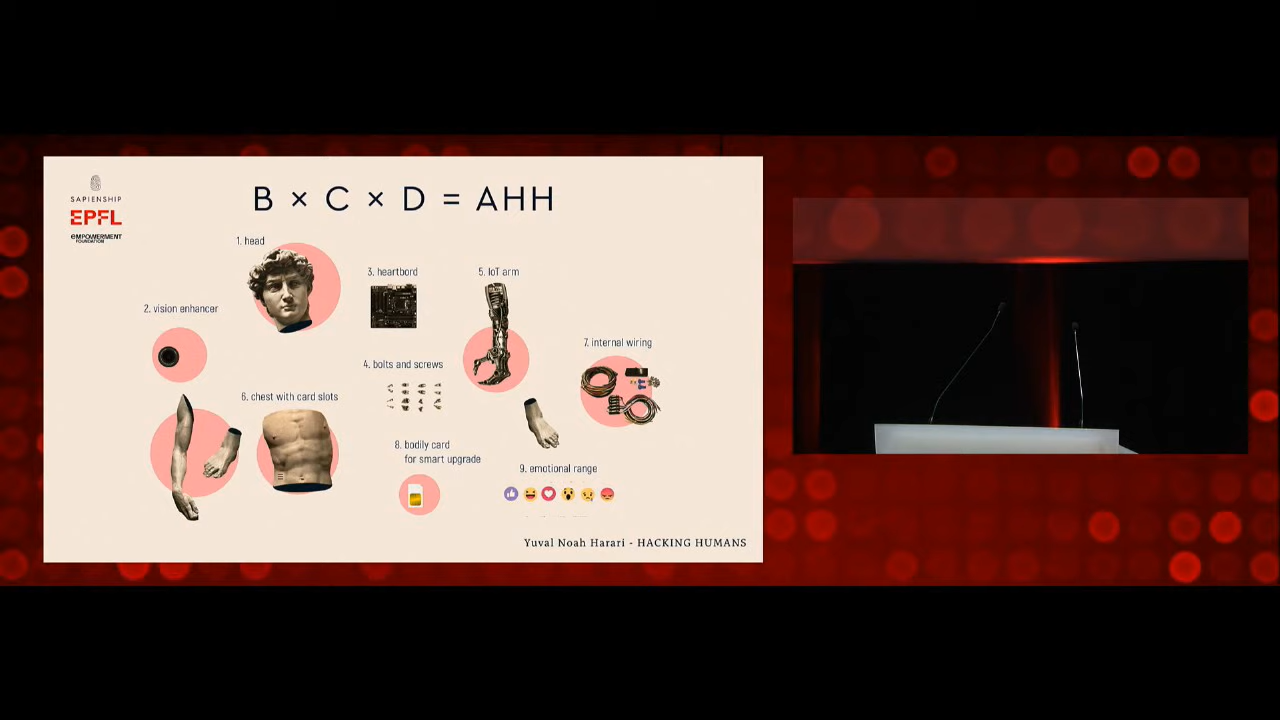 SAPIENSHIP
EPFL
EMPOWERMENT
FOUNDATION
B × C × D = AHH
1. head
2. vision enhancer
3. heartbord
4. bolts and screws
5. IoT arm
6. chest with card slots
7. internal wiring
8. bodily card
for smart upgrade
9. emotional range
Yuval Noah Harari - HACKING HUMANS